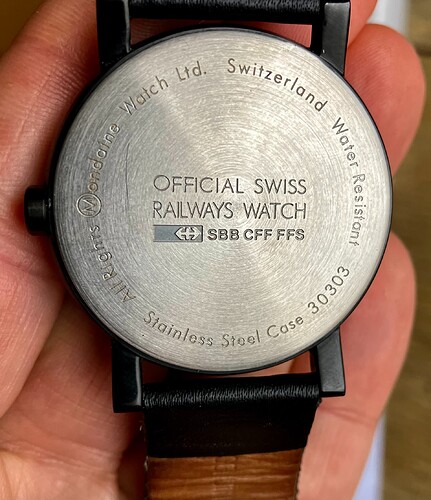 OFFICIAL SWISS
RAILWAYS WATCH
SBB CFF FFS
All Rights Mondaine Watch Ltd. Switzerland Water Resistant
Stainless Steel Case 30303